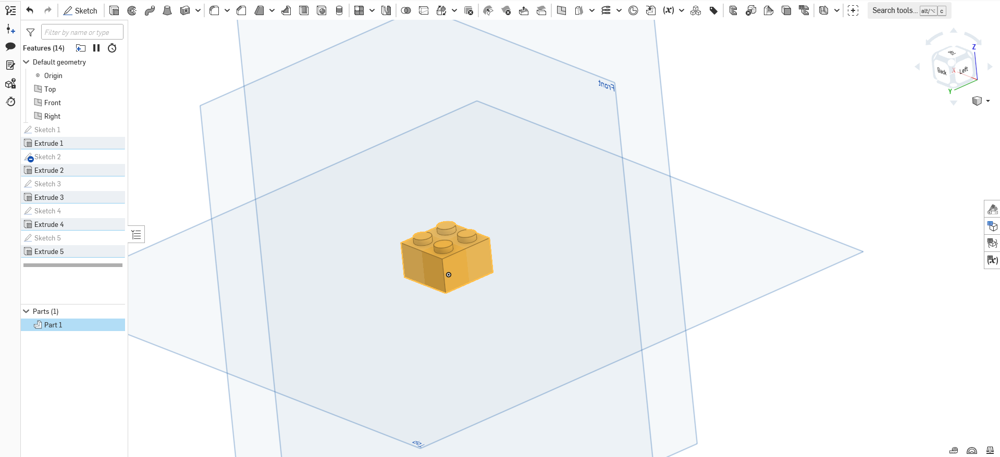 Sketch
(x)
Search tools... alt/⌥ c
Filter by name or type
Features (14)
Default geometry
Origin
Top
Front
Right
Sketch 1
Extrude 1
Sketch 2
Extrude 2
Sketch 3
Extrude 3
Sketch 4
Extrude 4
Sketch 5
Extrude 5
Parts (1)
Part 1
Front
Top
Z
Top
Back
X
Left
Y
(x)